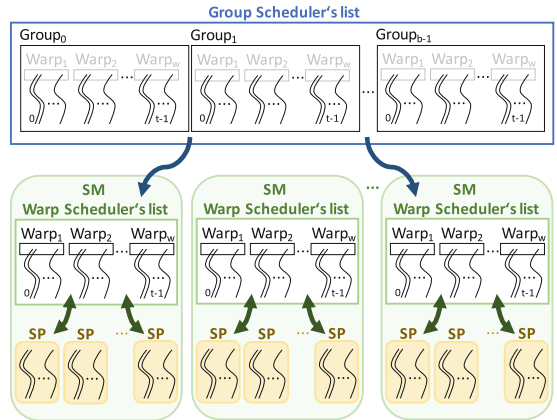 Group Scheduler's list
Group0 Group1 Groupb-1
Warp1 Warp2 ... Warpw Warp1 Warp2 ... Warpw ... Warp1 Warp2 ... Warpw
... ... ... ... ... ... ... ... ...
0 t-1 0 t-1 0 t-1
SM SM ... SM
Warp Scheduler's list Warp Scheduler's list Warp Scheduler's list
Warp1 Warp2 ... Warpw Warp1 Warp2 ... Warpw Warp1 Warp2 ... Warpw
... ... ... ... ... ... ... ... ...
0 t-1 0 t-1 0 t-1
SP SP ... SP SP SP ... SP SP SP ... SP
... ... ... ... ... ... ... ... ...